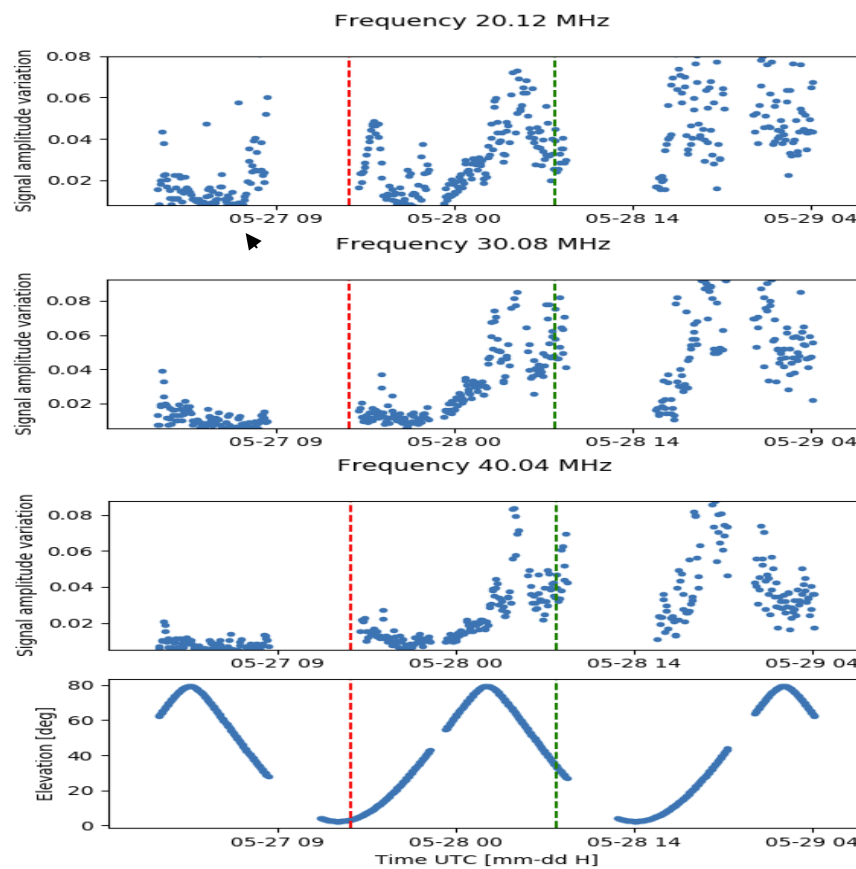 Frequency 20.12 MHz
Signal amplitude variation
0.08
0.06
0.04
0.02
05-27 09 05-28 00 05-28 14 05-29 04
Frequency 30.08 MHz
Signal amplitude variation
0.08
0.06
0.04
0.02
05-27 09 05-28 00 05-28 14 05-29 04
Frequency 40.04 MHz
Signal amplitude variation
0.08
0.06
0.04
0.02
05-27 09 05-28 00 05-28 14 05-29 04
Elevation [deg]
80
60
40
20
0
05-27 09 05-28 00 05-28 14 05-29 04
Time UTC [mm-dd H]